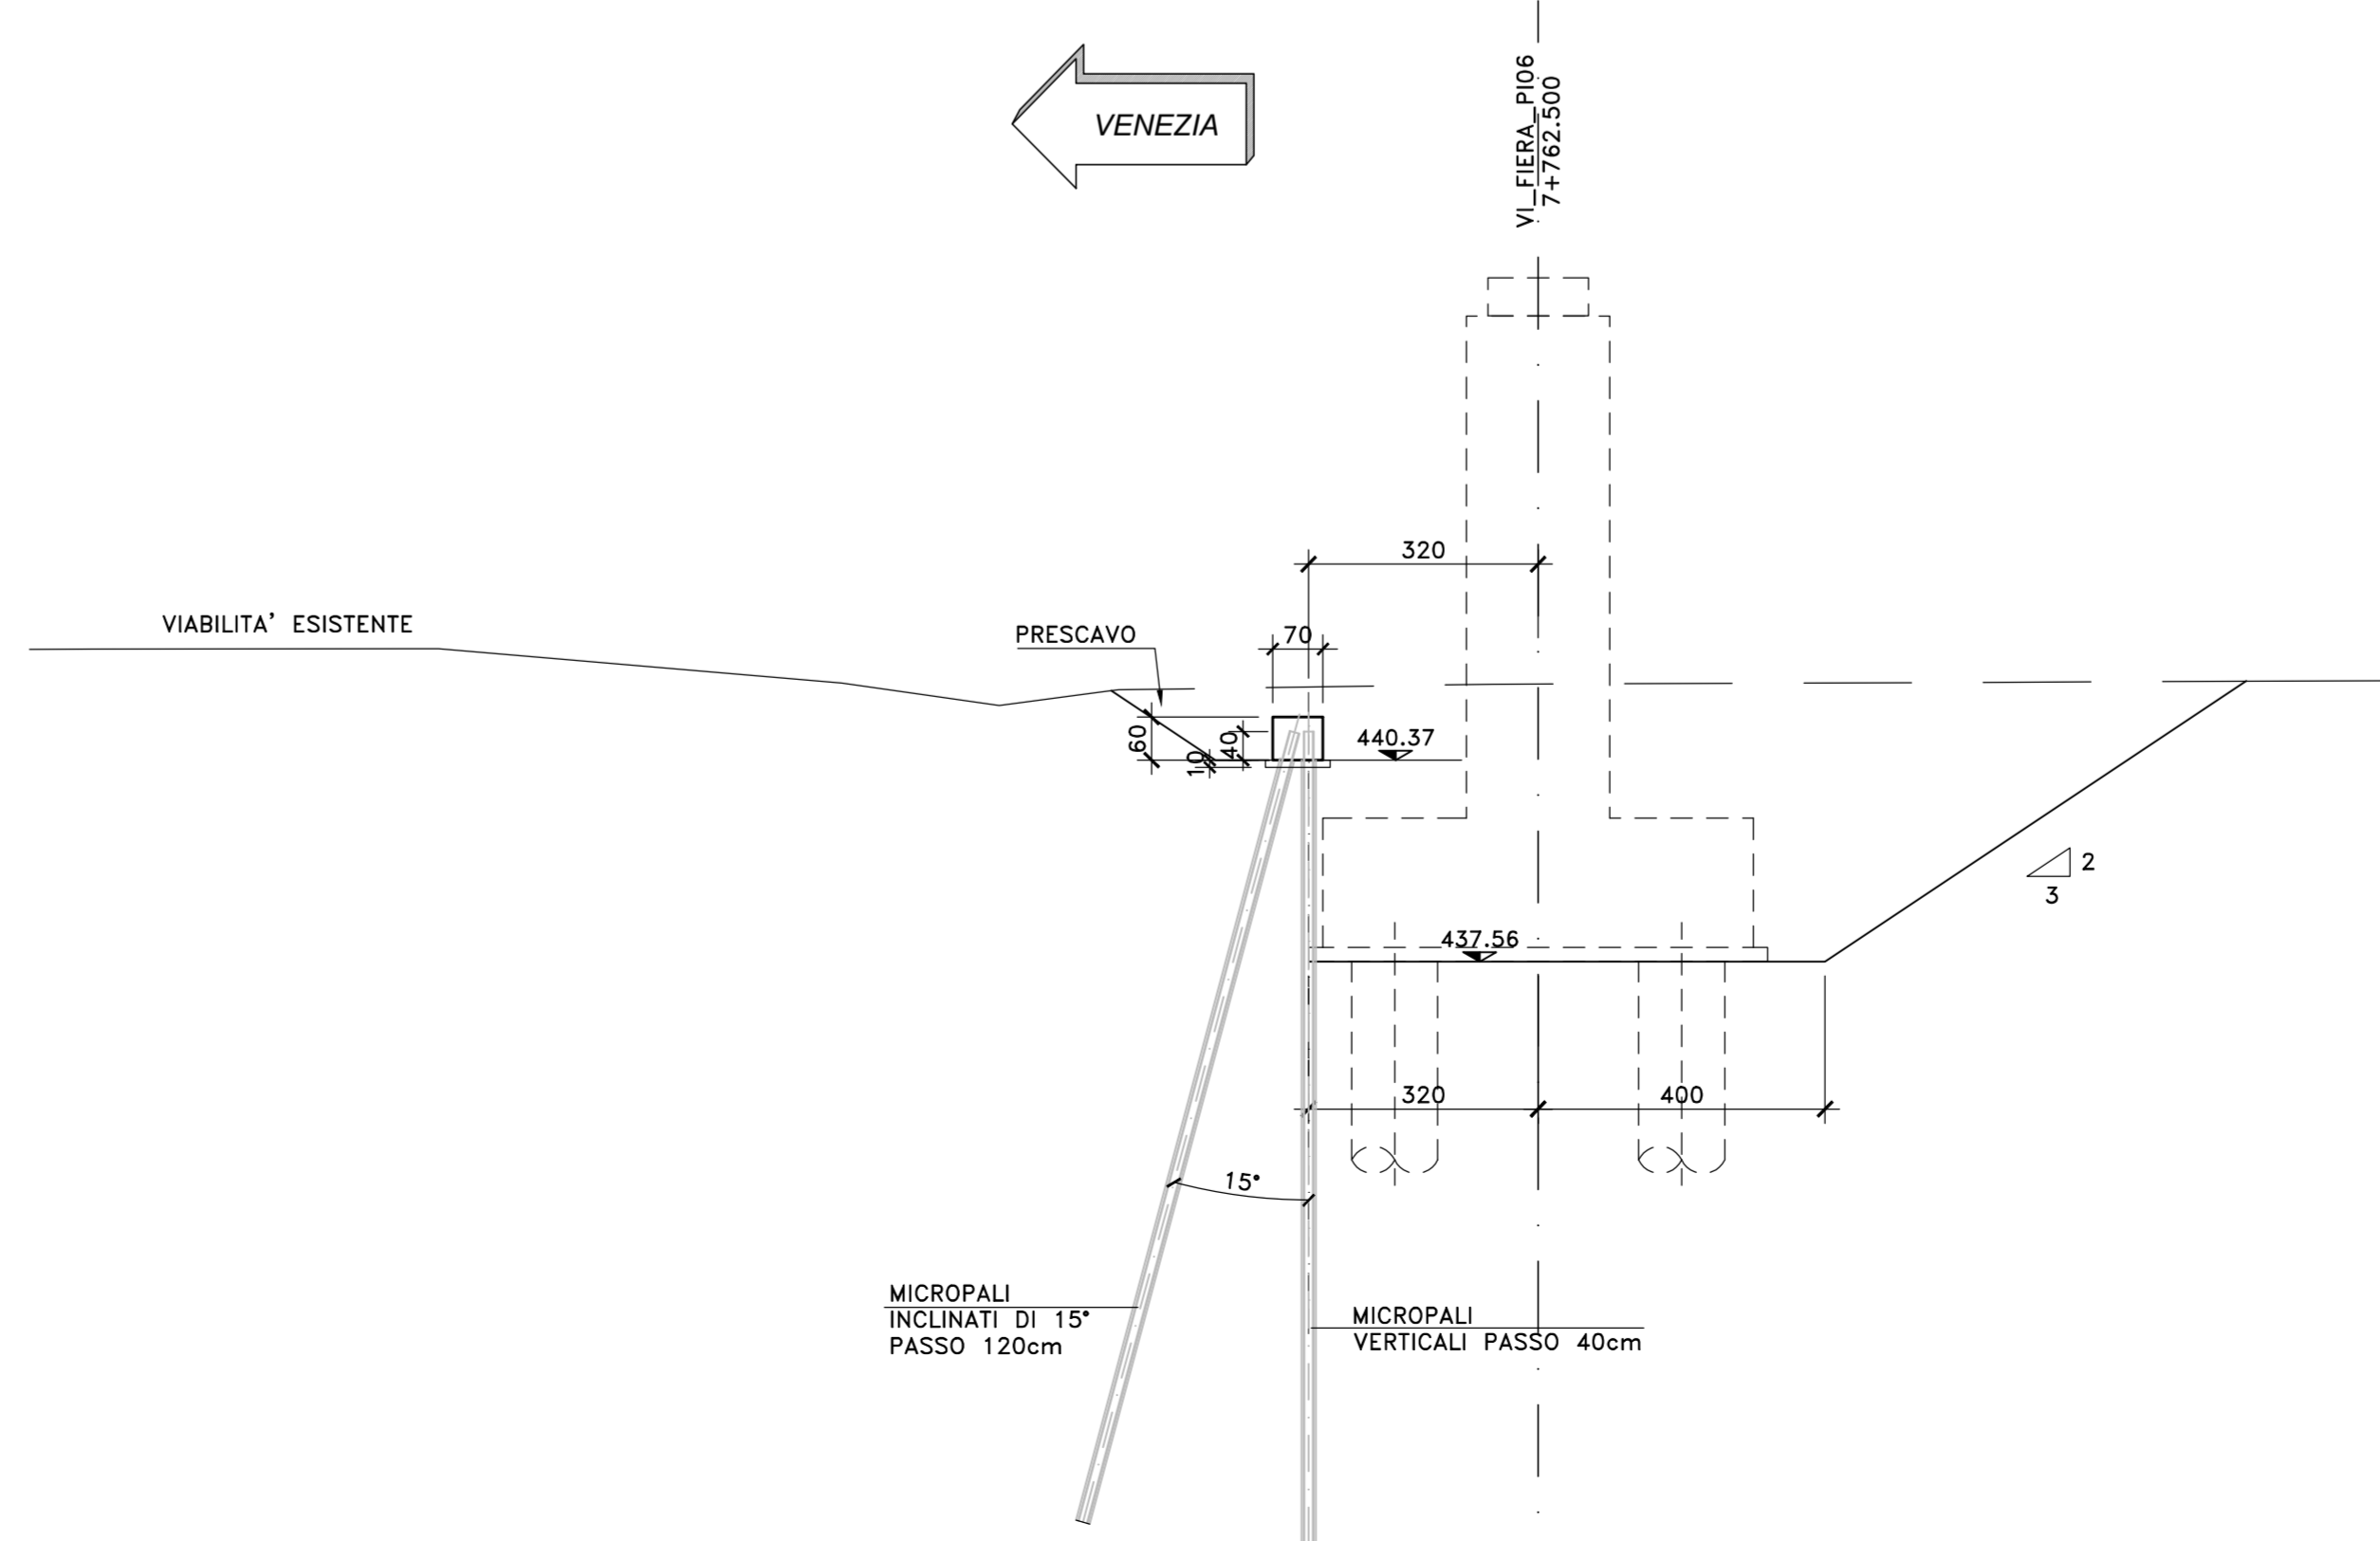 VENEZIA
VI_FIERA_PI06
7+762.500
320
VIABILITA' ESISTENTE
PRESCAVO
70
60
10
40
440.37
2
3
437.56
320
400
15°
MICROPALI
INCLINATI DI 15°
PASSO 120cm
MICROPALI
VERTICALI PASSO 40cm